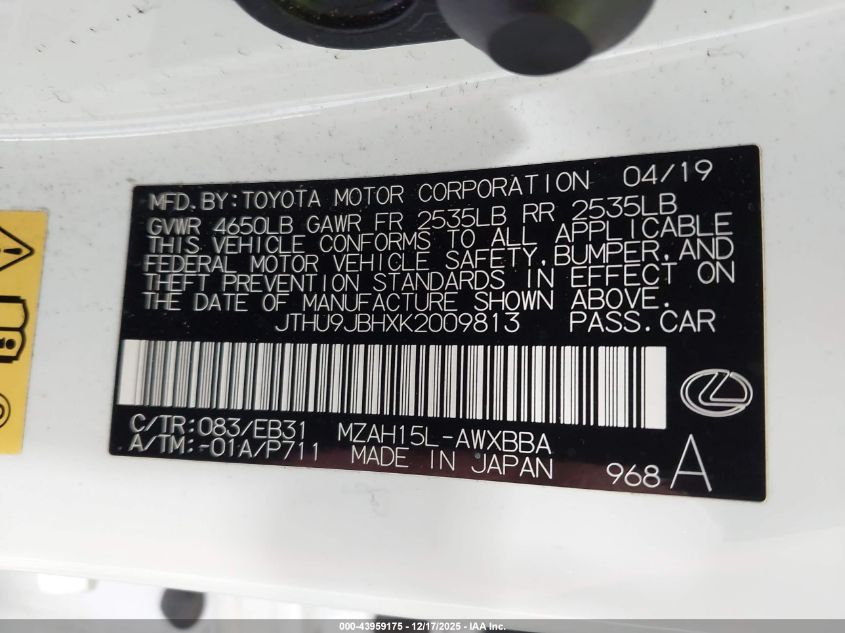 MFD.BY:TOYOTA MOTOR CORPORATION 04/19
GVWR 4650LB GAWR FR 2535LB RR 2535LB
THIS VEHICLE CONFORMS TO ALL APPLICABLE
FEDERAL MOTOR VEHICLE SAFETY,BUMPER,AND
THEFT PREVENTION STANDARDS IN EFFECT ON
THE DATE OF MANUFACTURE SHOWN ABOVE.
JTHU9JBHXK2009813 PASS.CAR
C/TR:083/EB31 MZAH15L-AWXBBA
A/TM:-01A/P711 MADE IN JAPAN 968 A
000-43959175 - 12/17/2025 - IAA Inc.